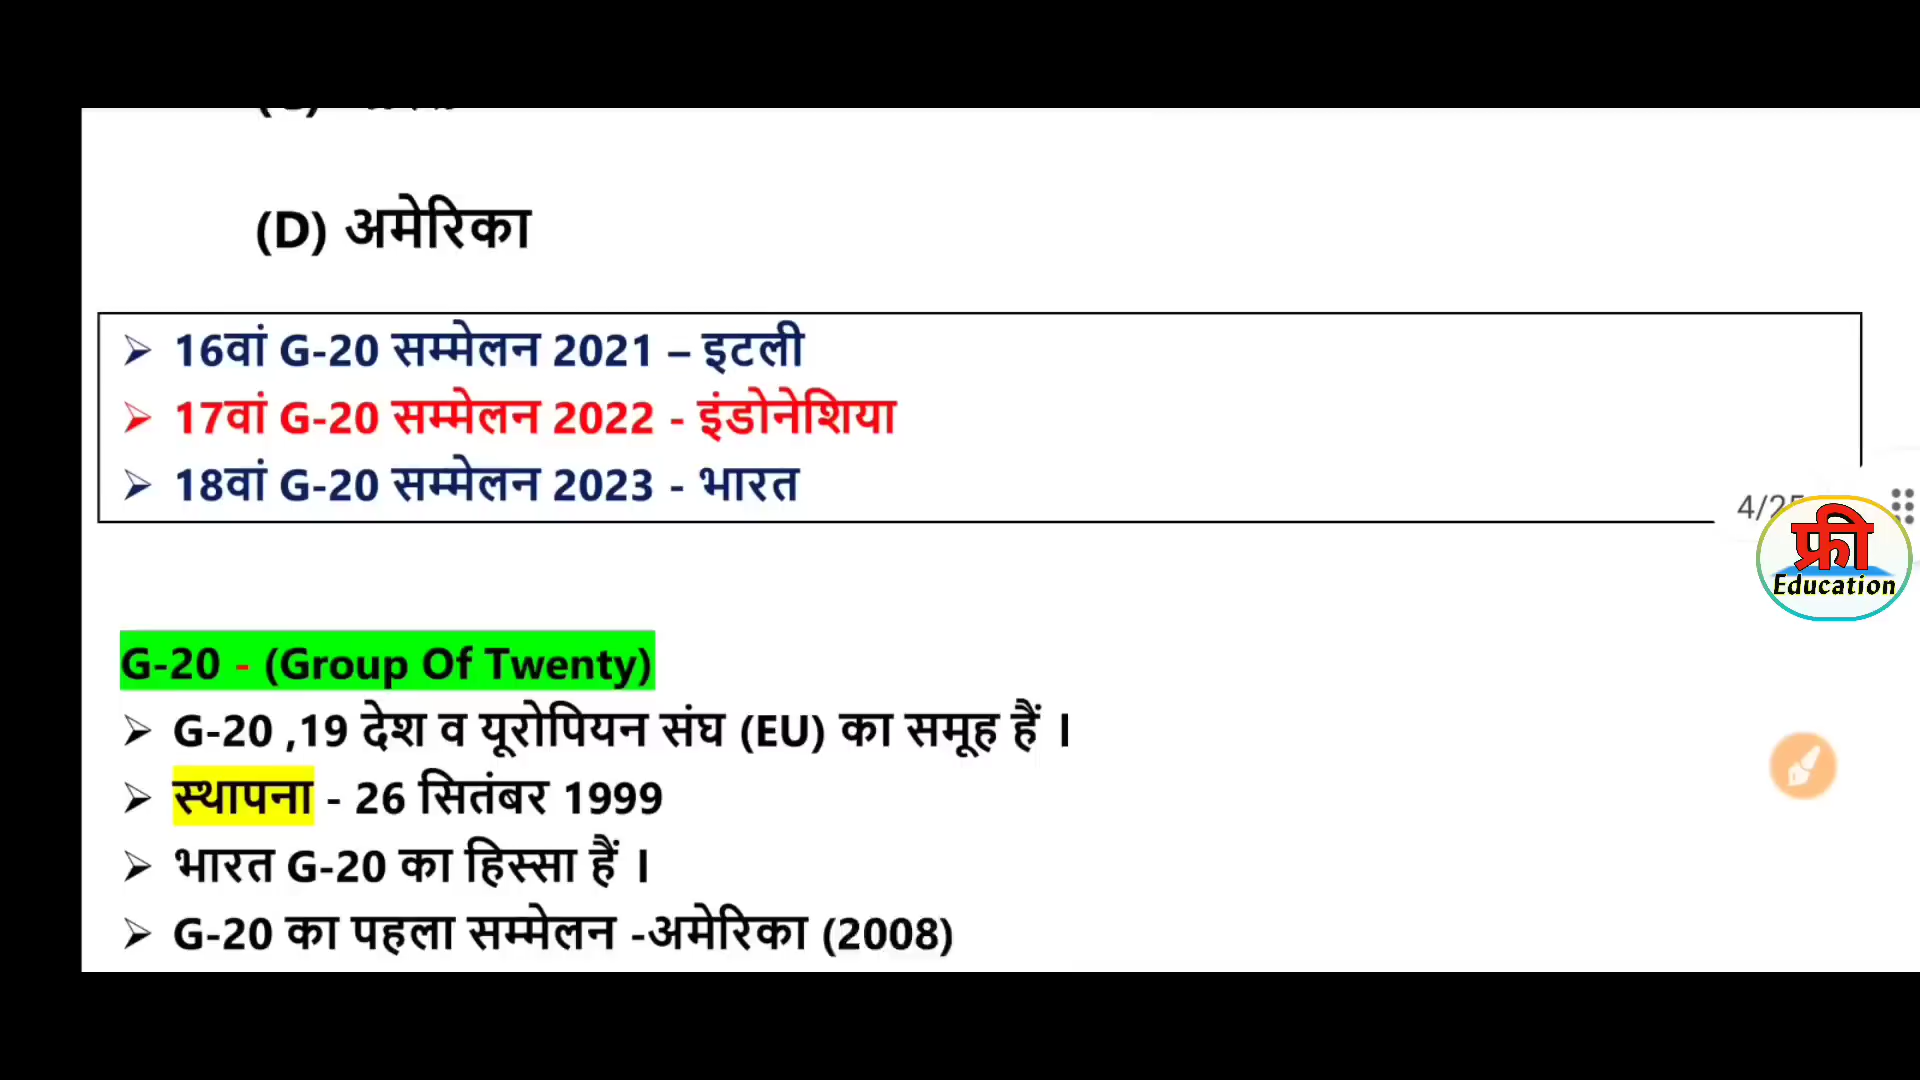 (D) अमेरिका
➢ 16वां G-20 सम्मेलन 2021 – इटली
➢ 17वां G-20 सम्मेलन 2022 - इंडोनेशिया
➢ 18वां G-20 सम्मेलन 2023 - भारत
फ्री
Education
G-20 - (Group Of Twenty)
➢ G-20 ,19 देश व यूरोपियन संघ (EU) का समूह हैं ।
➢ स्थापना - 26 सितंबर 1999
➢ भारत G-20 का हिस्सा हैं ।
➢ G-20 का पहला सम्मेलन -अमेरिका (2008)